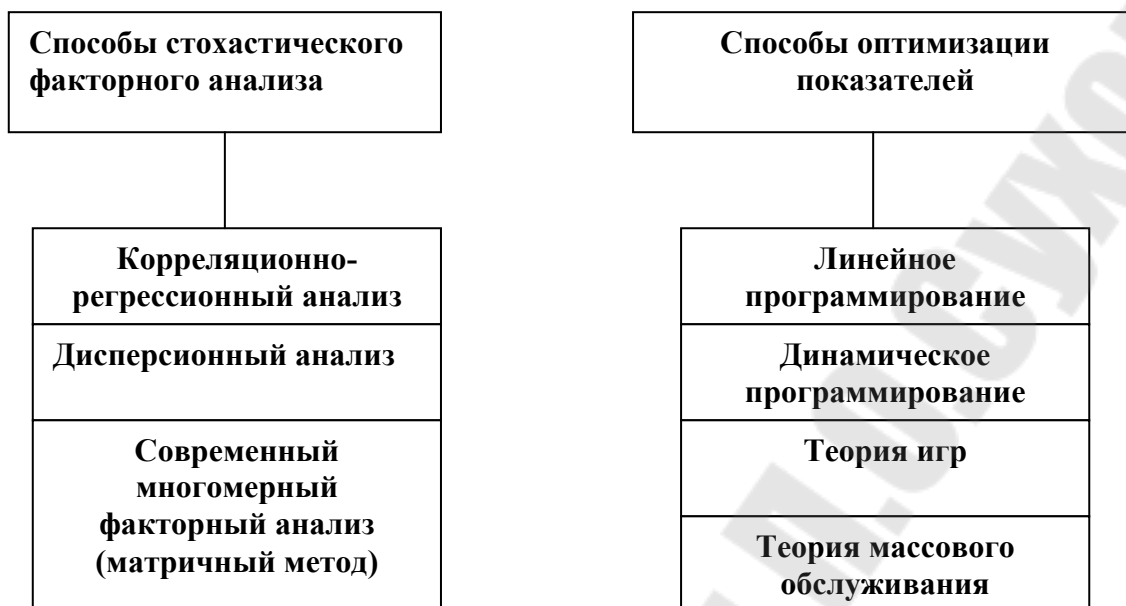 Способы стохастического
факторного анализа
Корреляционно-
регрессионный анализ
Дисперсионный анализ
Современный
многомерный
факторный анализ
(матричный метод)
Способы оптимизации
показателей
Линейное
программирование
Динамическое
программирование
Теория игр
Теория массового
обслуживания